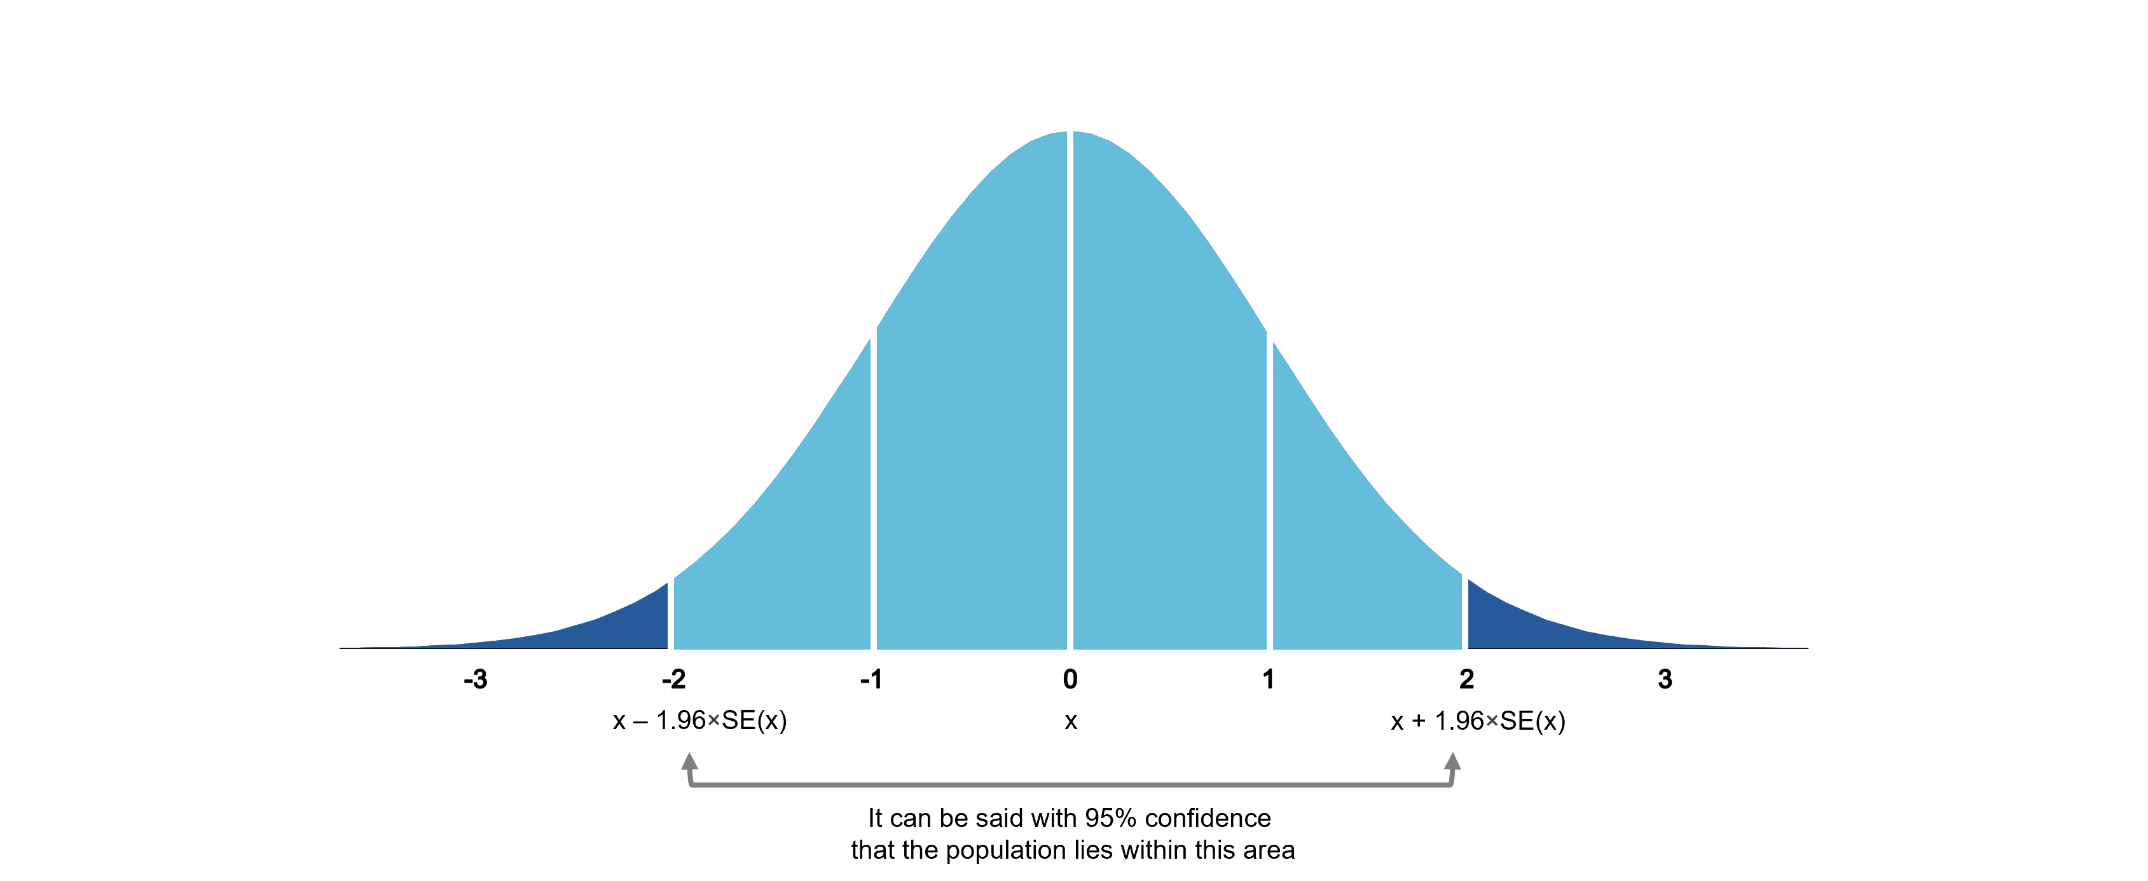 -3 -2 -1 0 1 2 3
x – 1.96×SE(x) x x + 1.96×SE(x)
It can be said with 95% confidence
that the population lies within this area